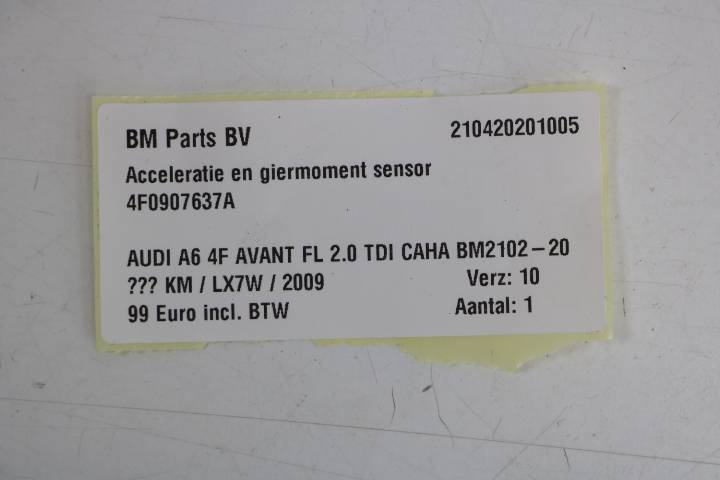 BM Parts BV 210420201005
Acceleratie en giermoment sensor
4F0907637A
AUDI A6 4F AVANT FL 2.0 TDI CAHA BM2102-20
??? KM / LX7W / 2009 Verz: 10
99 Euro incl. BTW Aantal: 1